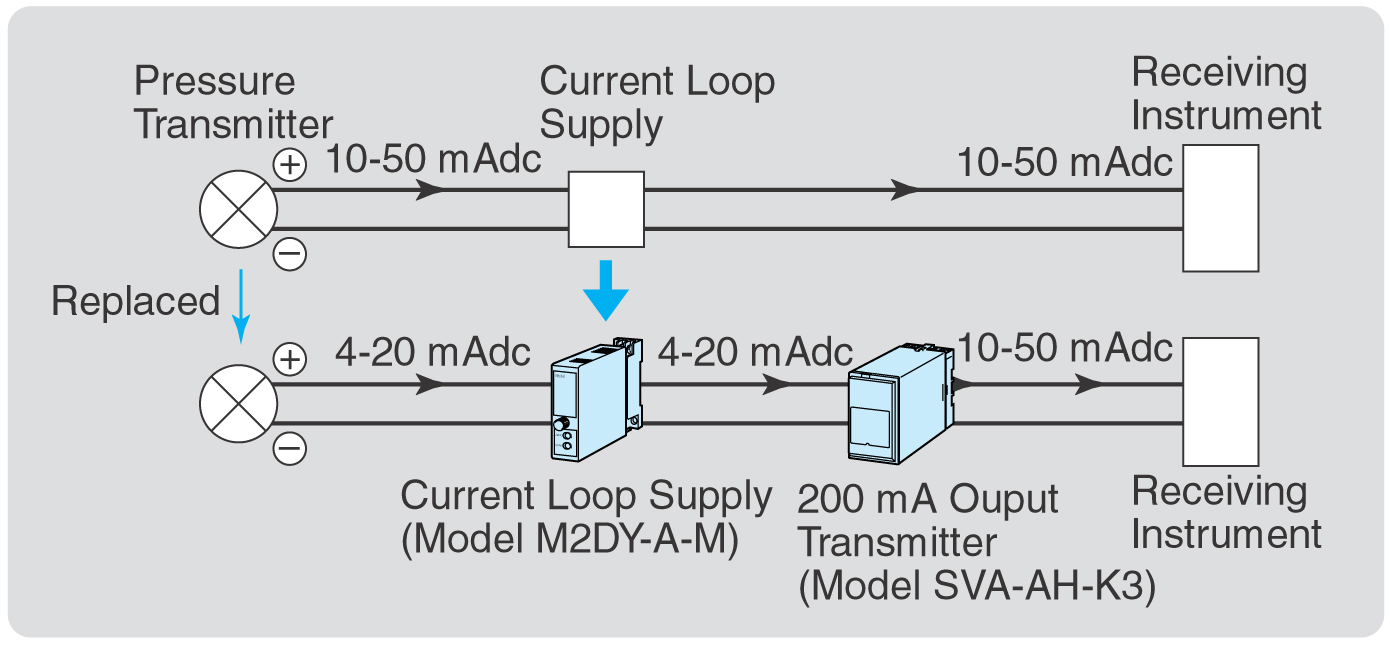 Pressure
Transmitter
Current Loop
Supply
Receiving
Instrument
+
10-50 mAdc
10-50 mAdc
−
Replaced
+
4-20 mAdc
4-20 mAdc
10-50 mAdc
−
Current Loop Supply
(Model M2DY-A-M)
200 mA Ouput
Transmitter
(Model SVA-AH-K3)
Receiving
Instrument